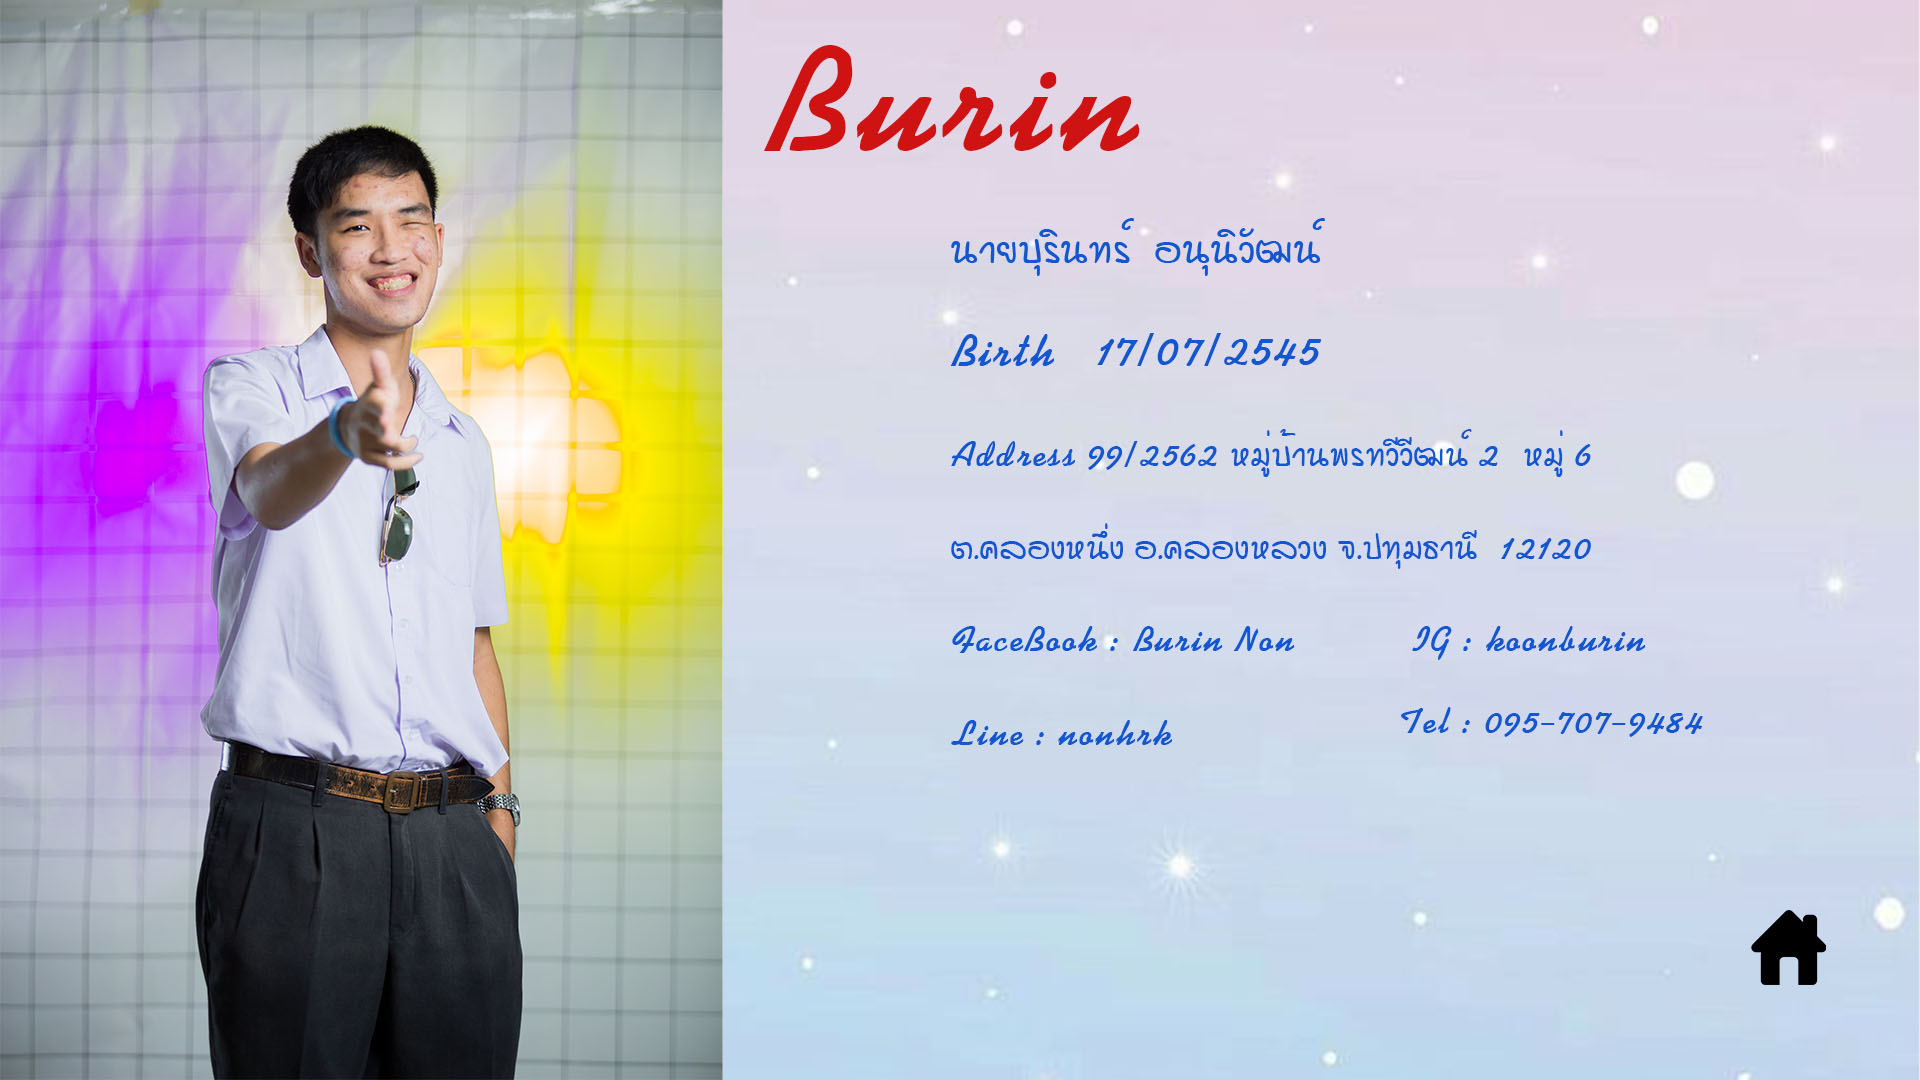 Burin
นายบุรินทร์ อนุนิวัฒน์
Birth 17/07/2545
Address 99/2562 หมู่บ้านพรทวีวีฒน์ 2 หมู่ 6
ต.คลองหนึ่ง อ.คลองหลวง จ.ปทุมธานี 12120
FaceBook : Burin Non IG : koonburin
Line : nonhrk Tel : 095-707-9484